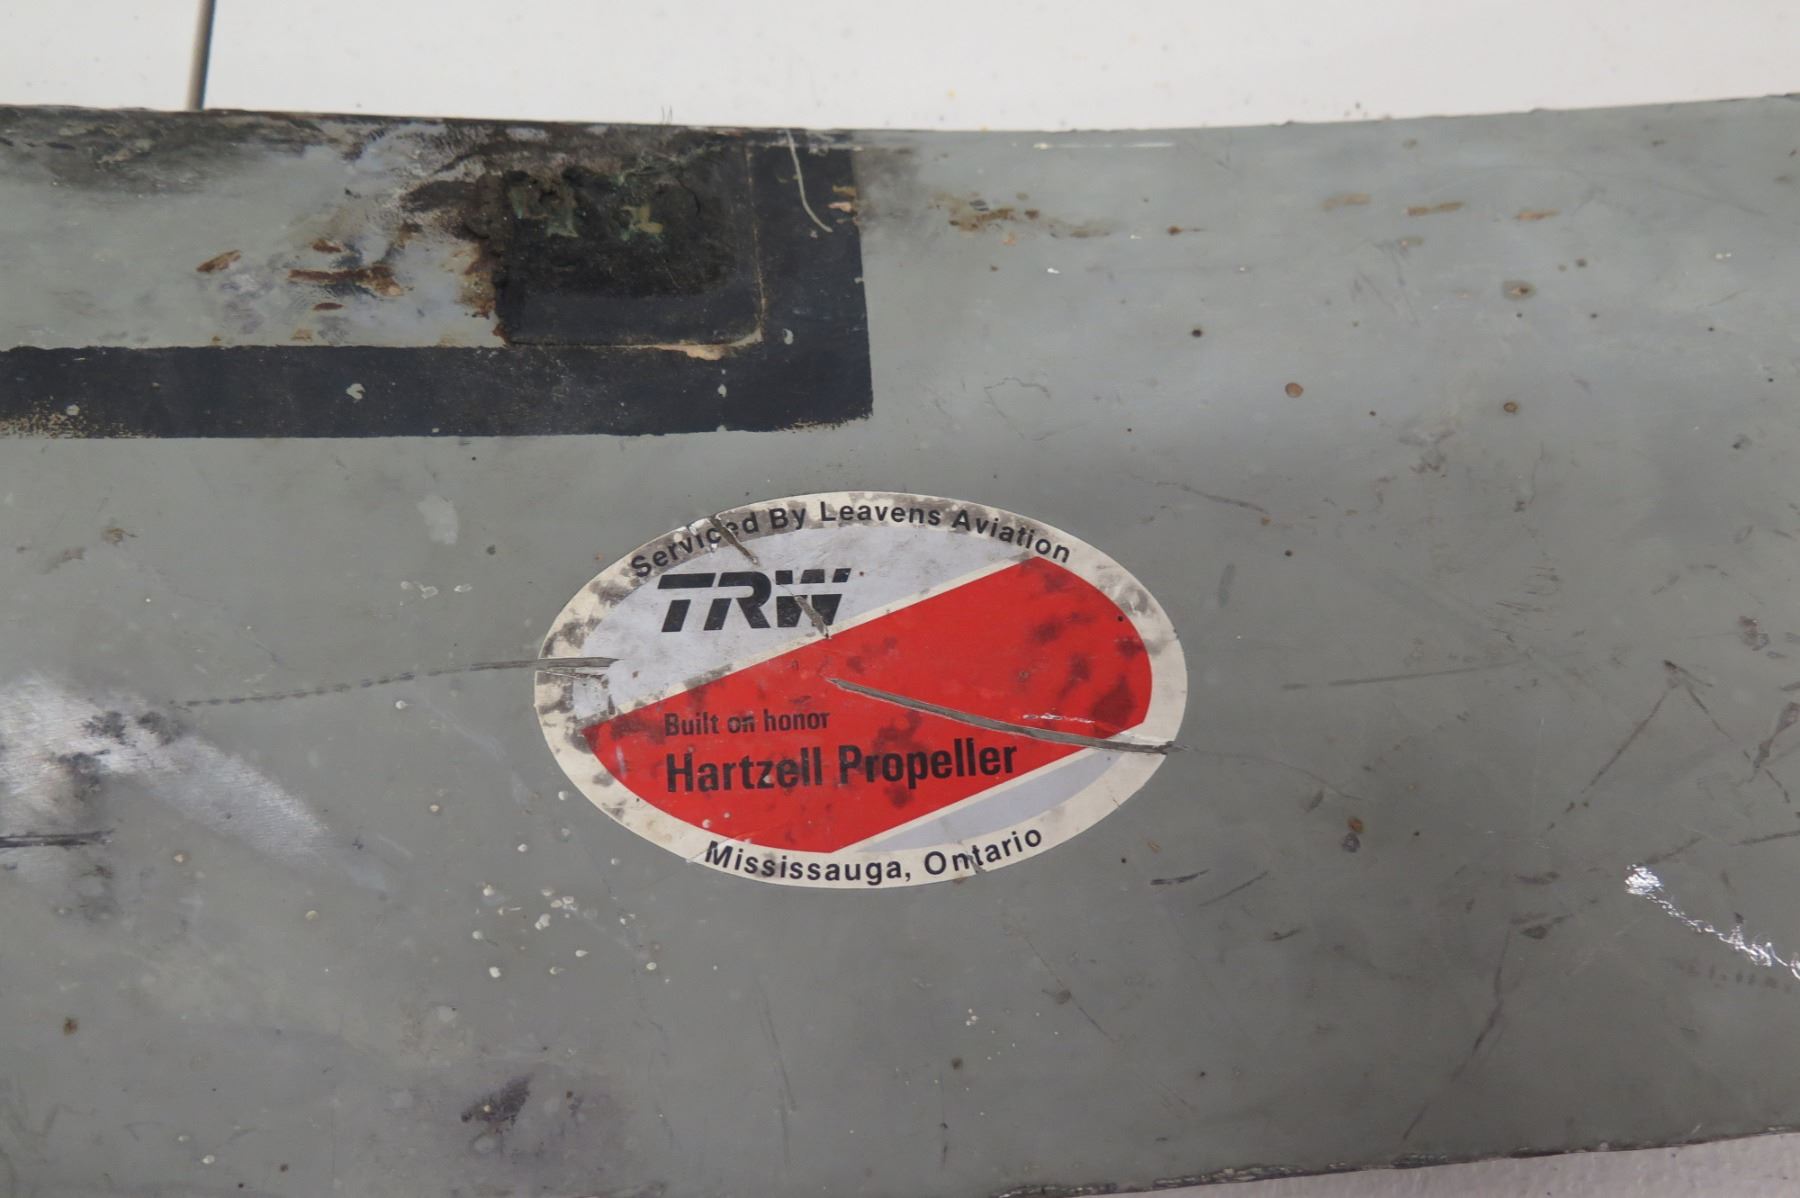 Serviced By Leavens Aviation
TRW
Built on honor
Hartzell Propeller
Mississauga, Ontario